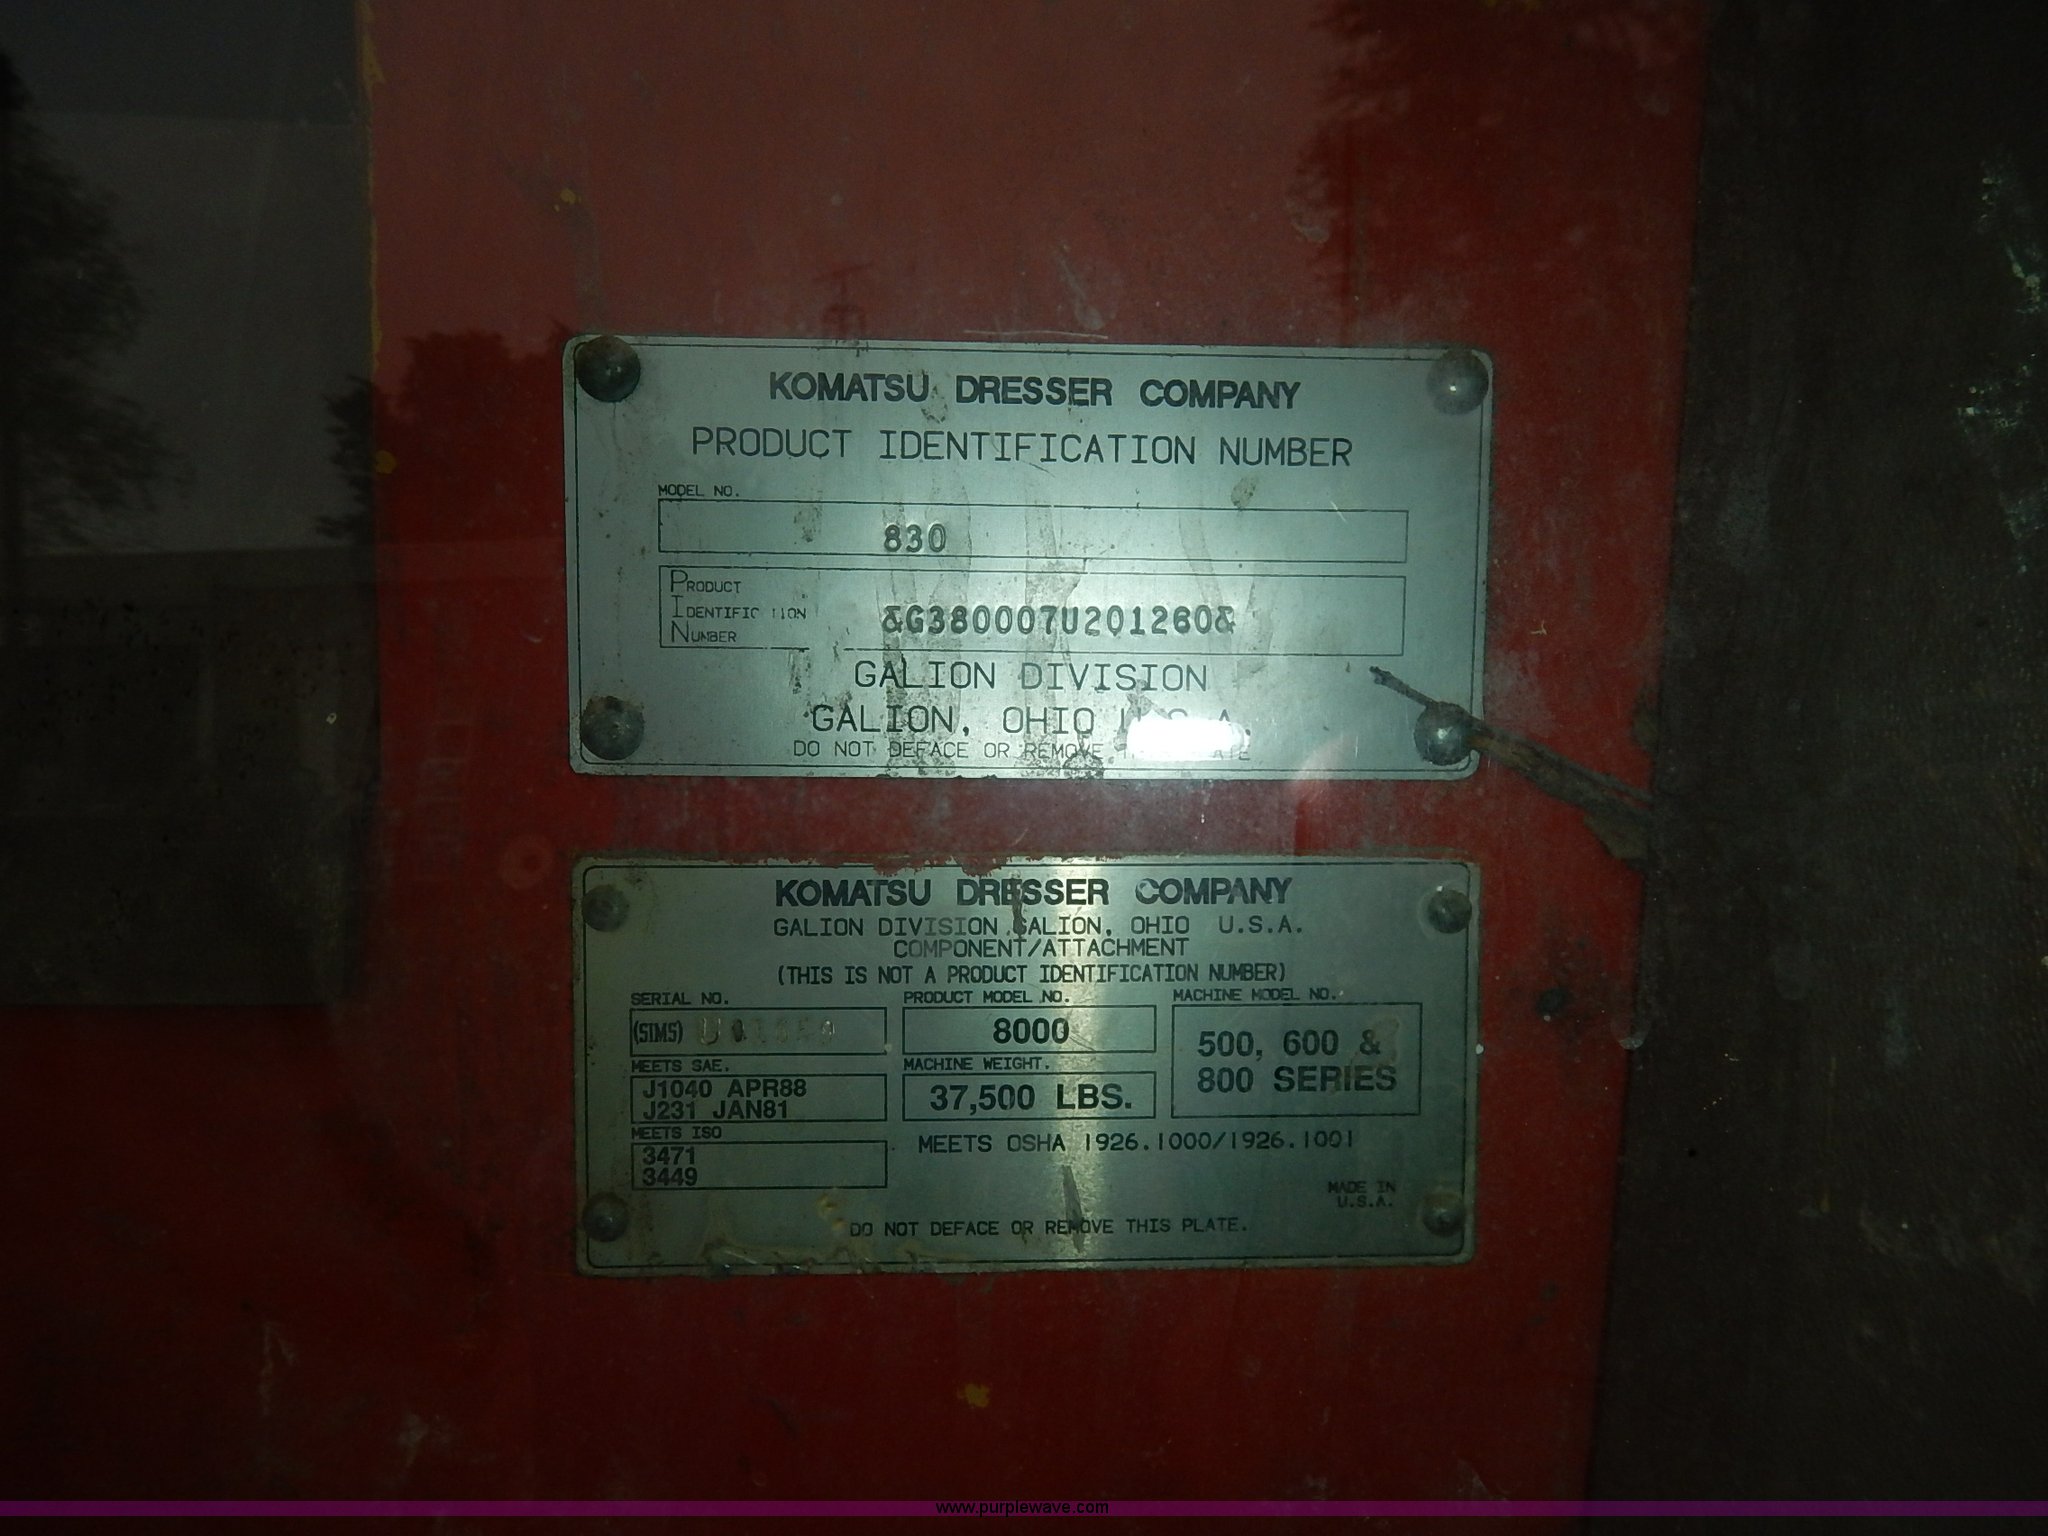 KOMATSU DRESSER COMPANY
PRODUCT IDENTIFICATION NUMBER
MODEL NO.
830
PRODUCT
IDENTIFICATION
NUMBER
&G380007U201260&
GALION DIVISION
GALION, OHIO U.S.A.
DO NOT DEFACE OR REMOVE
KOMATSU DRESSER COMPANY
GALION DIVISION GALION, OHIO U.S.A.
COMPONENT/ATTACHMENT
(THIS IS NOT A PRODUCT IDENTIFICATION NUMBER)
SERIAL NO. PRODUCT MODEL NO. MACHINE MODEL NO.
(SIMS)
8000
500, 600 &
800 SERIES
MEETS SAE.
J1040 APR88
J231 JAN81
MACHINE WEIGHT.
37,500 LBS.
MEETS ISO
3471
3449
MEETS OSHA 1926.1000/1926.1001
MADE IN
U.S.A.
DO NOT DEFACE OR REMOVE THIS PLATE.
www.purplewave.com